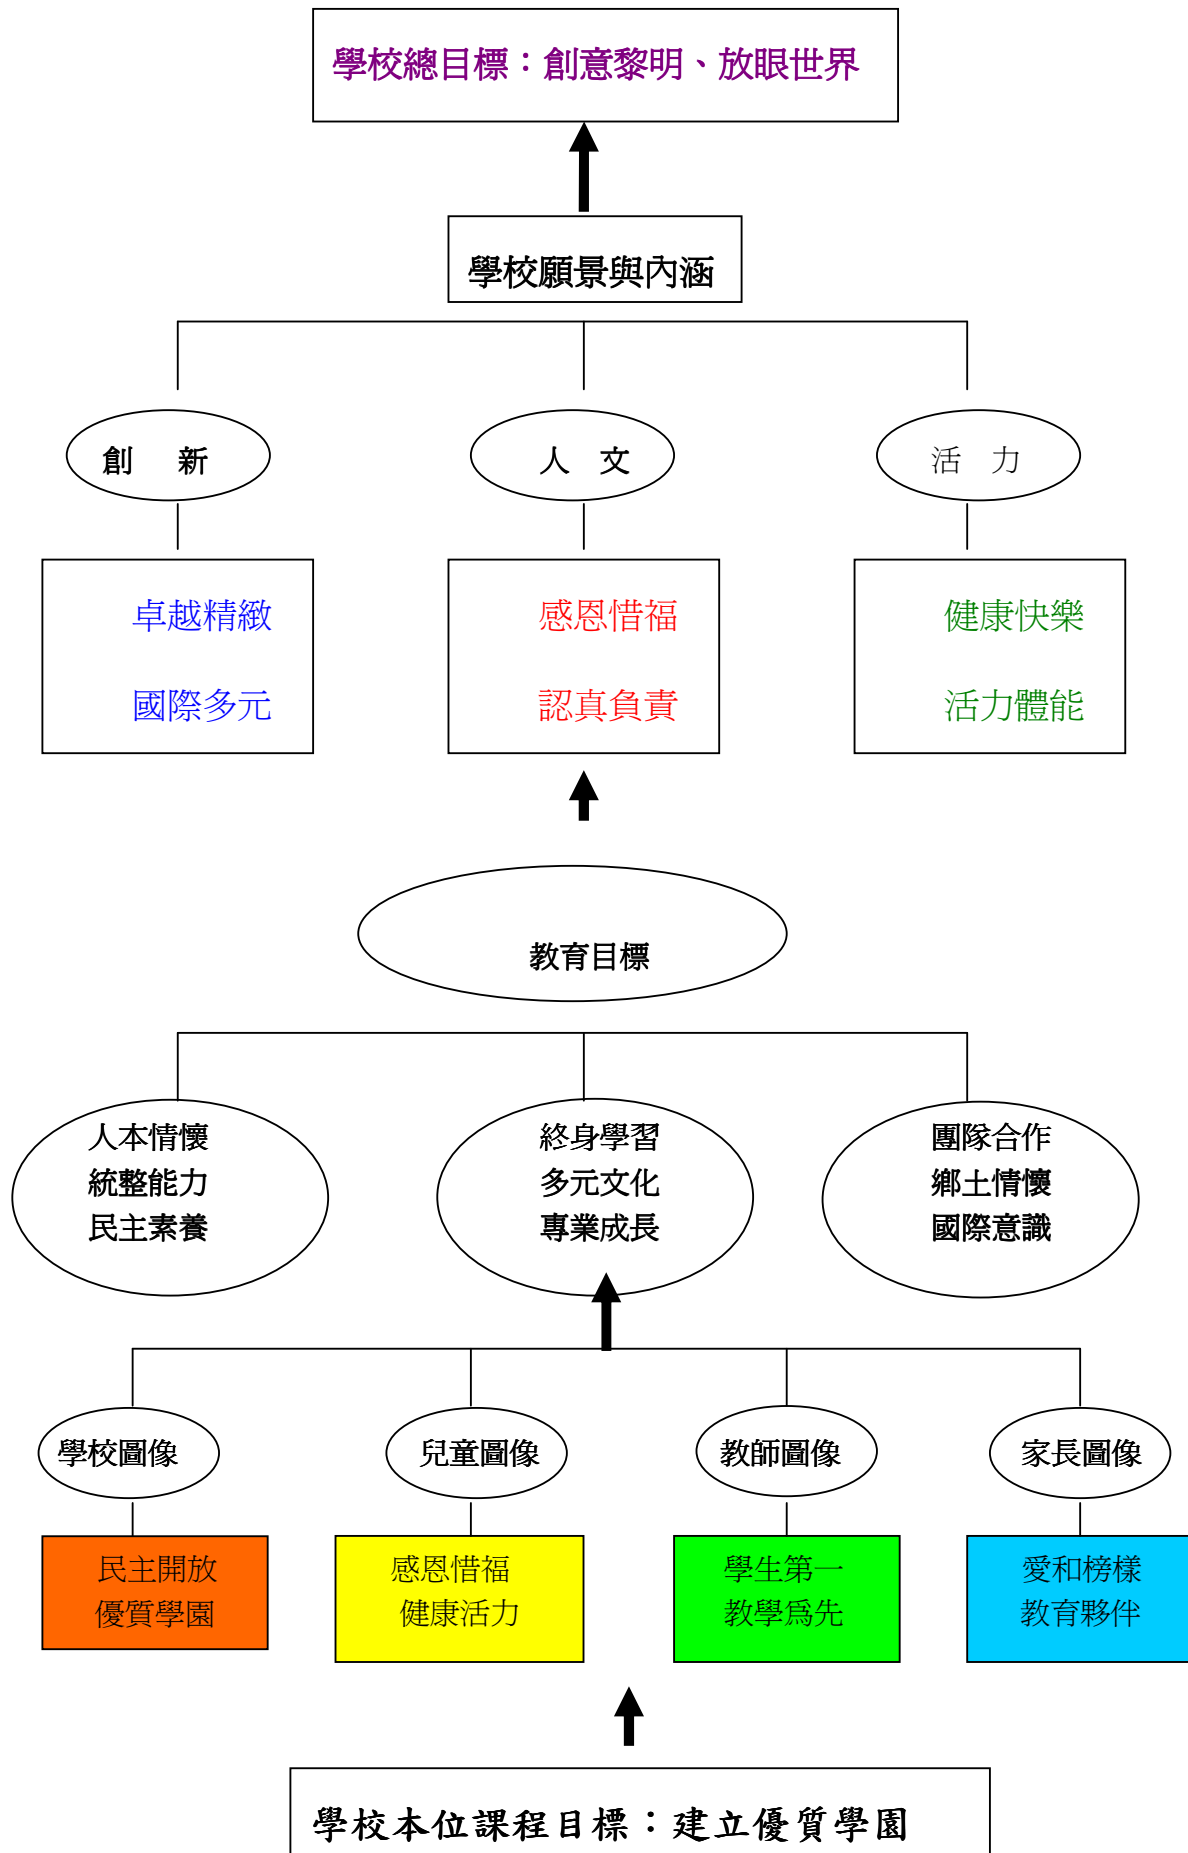 學校總目標：創意黎明、放眼世界
學校願景與內涵
創 新
人 文
活 力
卓越精緻
國際多元
感恩惜福
認真負責
健康快樂
活力體能
教育目標
人本情懷
統整能力
民主素養
終身學習
多元文化
專業成長
團隊合作
鄉土情懷
國際意識
學校圖像
兒童圖像
教師圖像
家長圖像
民主開放
優質學園
感恩惜福
健康活力
學生第一
教學為先
愛和榜樣
教育夥伴
學校本位課程目標：建立優質學園